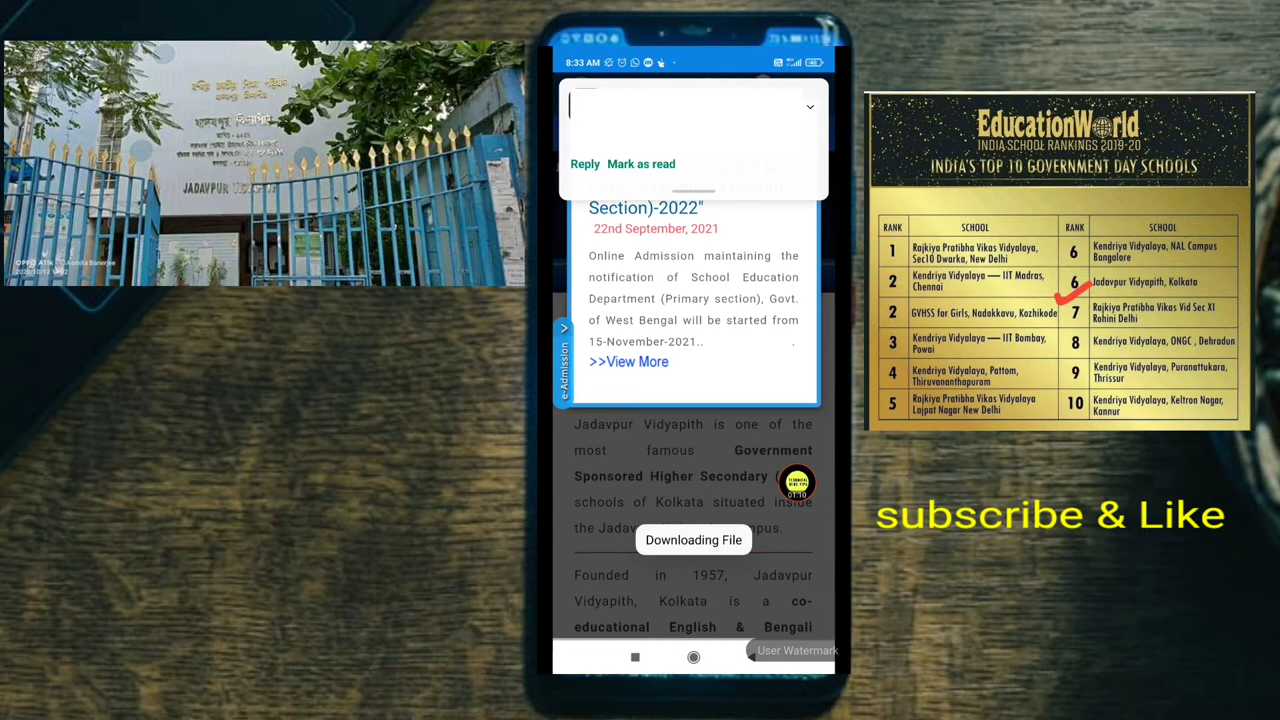 JADAVPUR
OPPO A11k
8:33 AM
Reply Mark as read
Section)-2022"
22nd September, 2021
Online Admission maintaining the
notification of School Education
Department (Primary section), Govt.
of West Bengal will be started from
15-November-2021.. .
>>View More
e-Admission
Jadavpur Vidyapith is one of the
most famous Government
Sponsored Higher Secondary
schools of Kolkata situated inside
the
Downloading File
01:10
Founded in 1957, Jadavpur
Vidyapith, Kolkata is a co-
educational English & Bengali
User Watermark
EducationWorld
INDIA SCHOOL RANKINGS 2019-20
INDIA'S TOP 10 GOVERNMENT DAY SCHOOLS
RANK SCHOOL RANK SCHOOL
1 Rajkiya Pratibha Vikas Vidyalaya, Sec10 Dwarka, New Delhi 6 Kendriya Vidyalaya, NAL Campus Bangalore
2 Kendriya Vidyalaya — IIT Madras, Chennai 6 Jadavpur Vidyapith, Kolkata
2 GVHSS for Girls, Nadakkavu, Kozhikode 7 Rajkiya Pratibha Vikas Vid Sec XI Rohini Delhi
3 Kendriya Vidyalaya — IIT Bombay, Powai 8 Kendriya Vidyalaya, ONGC , Dehradun
4 Kendriya Vidyalaya, Pattom, Thiruvananthapuram 9 Kendriya Vidyalaya, Puranattukara, Thrissur
5 Rajkiya Pratibha Vikas Vidyalaya Lajpat Nagar New Delhi 10 Kendriya Vidyalaya, Keltron Nagar, Kannur
subscribe & Like